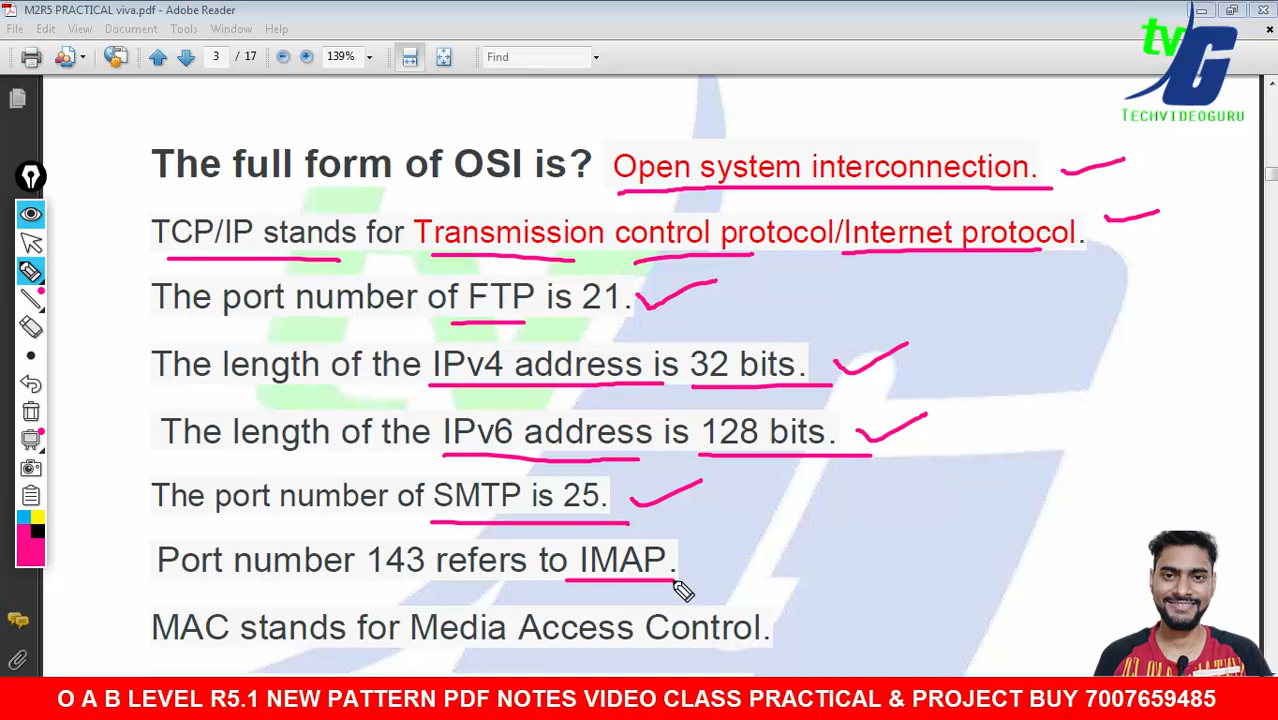 M2R5 PRACTICAL viva.pdf - Adobe Reader
File Edit View Document Tools Window Help
3 / 17 139% Find
tvG
TECHVIDEOGURU
The full form of OSI is? Open system interconnection.
TCP/IP stands for Transmission control protocol/Internet protocol.
The port number of FTP is 21.
The length of the IPv4 address is 32 bits.
The length of the IPv6 address is 128 bits.
The port number of SMTP is 25.
Port number 143 refers to IMAP.
MAC stands for Media Access Control.
O A B LEVEL R5.1 NEW PATTERN PDF NOTES VIDEO CLASS PRACTICAL & PROJECT BUY 7007659485